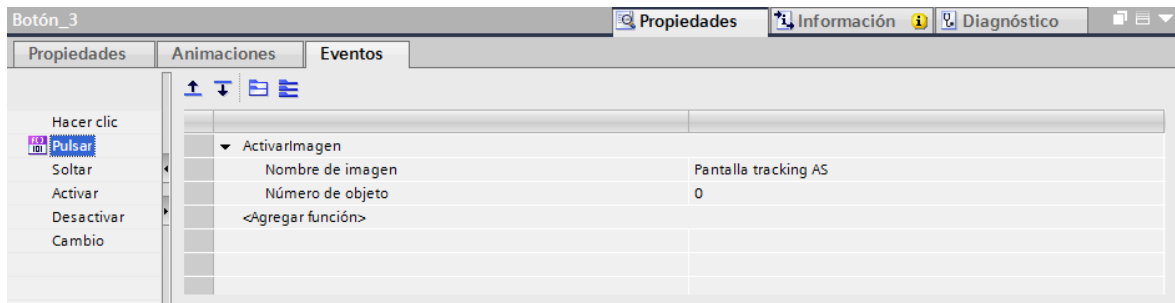 Botón_3
Propiedades Información Diagnóstico
Propiedades Animaciones Eventos
Hacer clic
Pulsar
Soltar
Activar
Desactivar
Cambio
ActivarImagen
Nombre de imagen Pantalla tracking AS
Número de objeto 0
<Agregar función>